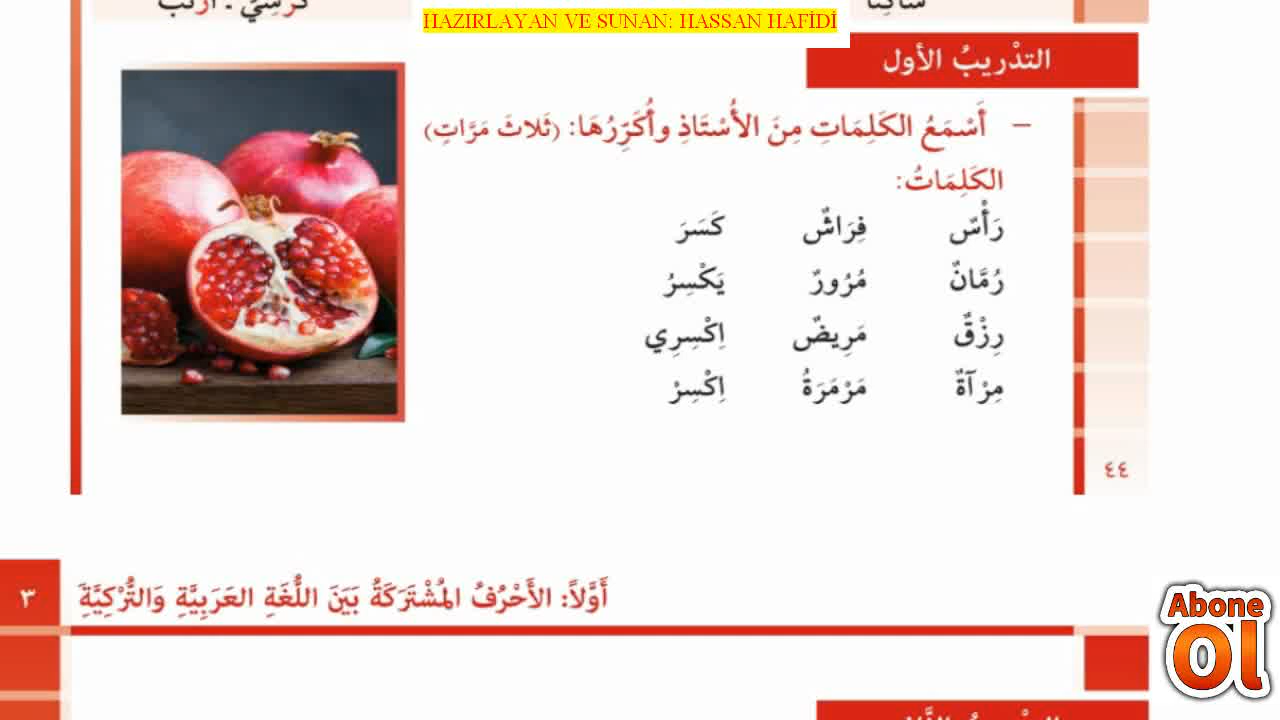 كُرْسِيٌّ - أَرْنَب
سَاكِنًا
HAZIRLAYAN VE SUNAN: HASSAN HAFİDİ
التدْريبُ الأول
– أَسْمَعُ الكَلِمَاتِ مِنَ الأُسْتَاذِ وأُكَرِّرُهَا: (ثَلاثَ مَرَّاتٍ)
الكَلِمَاتُ:
رَأْسٌ فِرَاشٌ كَسَرَ
رُمَّانٌ مُرُورٌ يَكْسِرُ
رِزْقٌ مَرِيضٌ اِكْسِرِي
مِرْآةٌ مَرْمَرَةُ اِكْسِرْ
٤٤
أَوَّلاً: الأَحْرُفُ المُشْتَرَكَةُ بَيَنَ اللُّغَةِ العَرَبِيَّةِ وَالتُّرْكِيَّةِ
٣
Abone
Ol